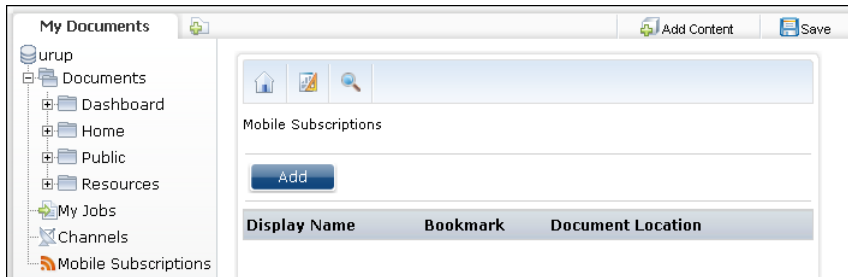 My Documents
Add Content
Save
urup
Documents
Dashboard
Home
Public
Resources
My Jobs
Channels
Mobile Subscriptions
Mobile Subscriptions
Add
Display Name Bookmark Document Location